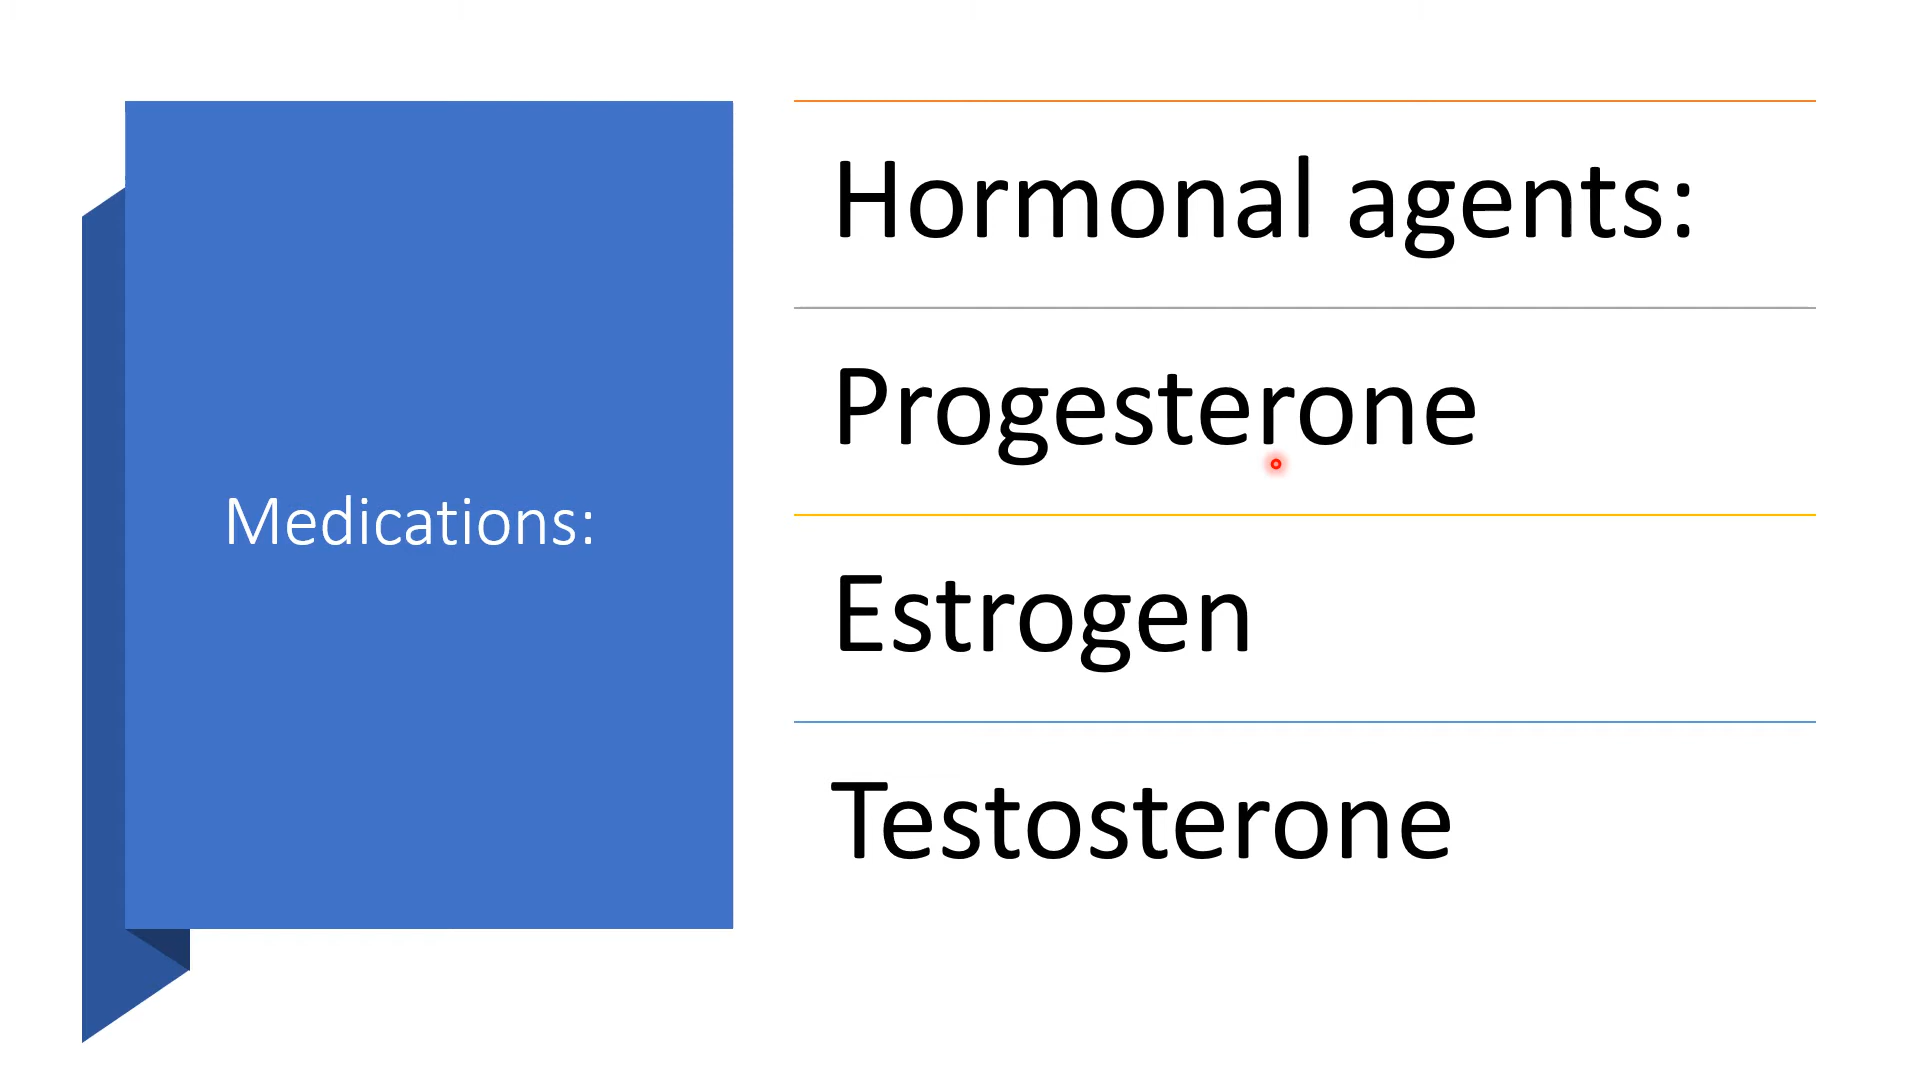 Medications:
Hormonal agents:
Progesterone
Estrogen
Testosterone